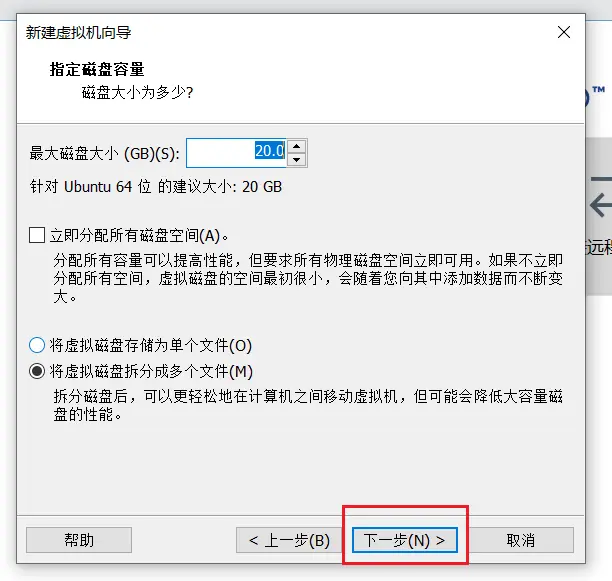 新建虚拟机向导
指定磁盘容量
磁盘大小为多少?
™
最大磁盘大小 (GB)(S): 20.0
针对 Ubuntu 64 位 的建议大小: 20 GB
立即分配所有磁盘空间(A)。
分配所有容量可以提高性能，但要求所有物理磁盘空间立即可用。如果不立即
分配所有空间，虚拟磁盘的空间最初很小，会随着您向其中添加数据而不断变
大。
远程
将虚拟磁盘存储为单个文件(O)
将虚拟磁盘拆分成多个文件(M)
拆分磁盘后，可以更轻松地在计算机之间移动虚拟机，但可能会降低大容量磁
盘的性能。
帮助 < 上一步(B) 下一步(N) > 取消